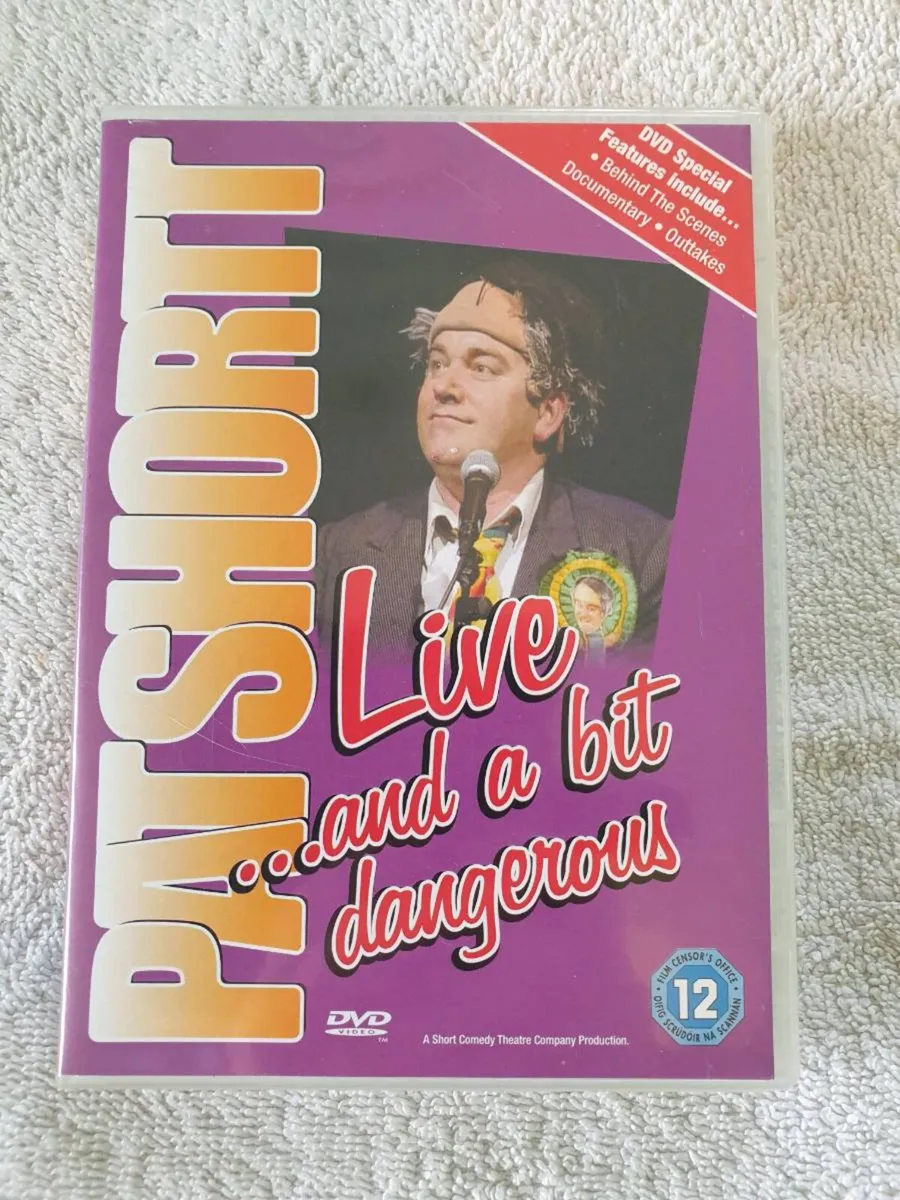 PAT SHORTT
DVD Special
Features include...
• Behind The Scenes
Documentary • Outtakes
Live
...and a bit
dangerous
DVD
VIDEO
TM
A Short Comedy Theatre Company Production.
• FILM CENSOR'S OFFICE •
12
OIFIG SCRÚDÓIR NA SCANNÁN